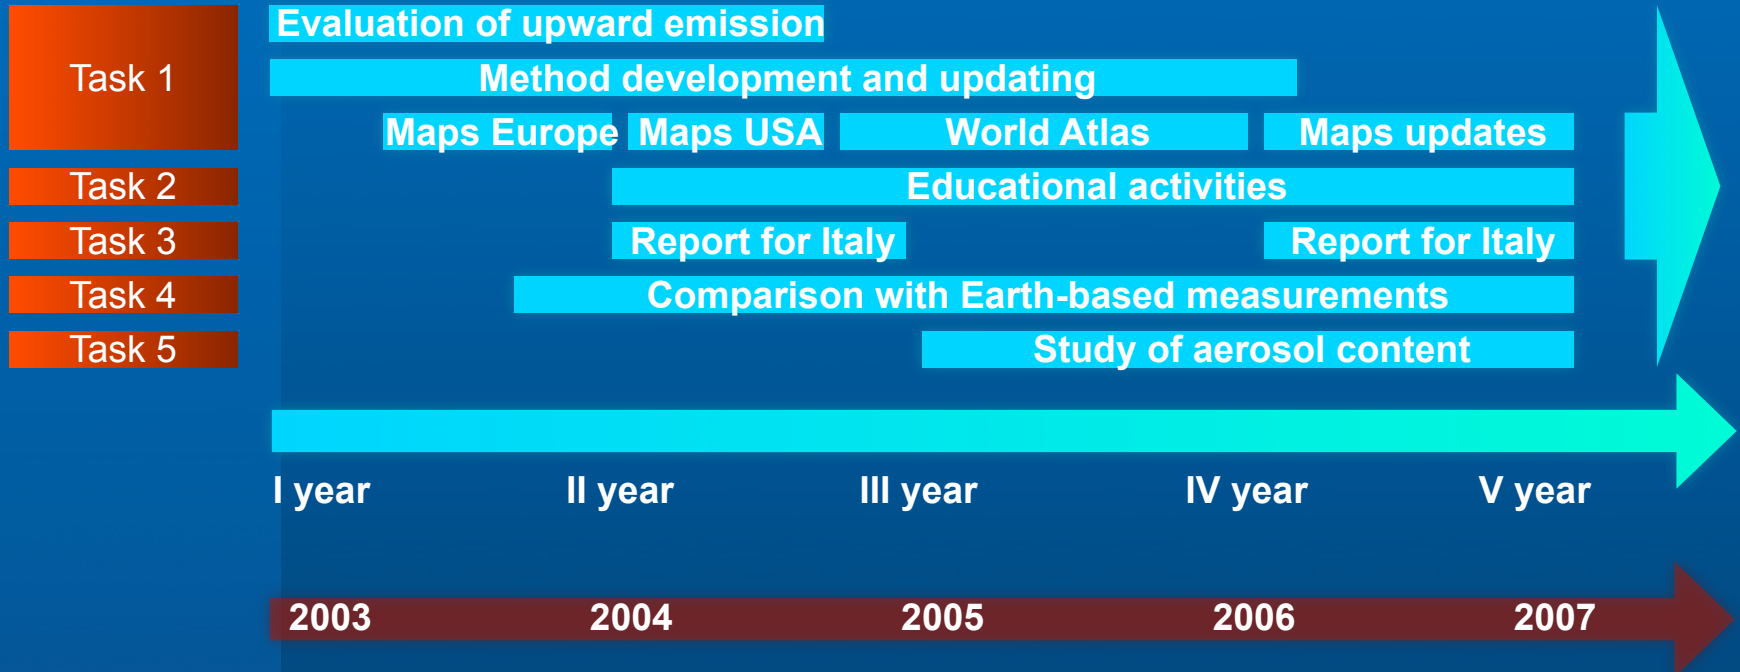 Evaluation of upward emission
Task 1
Method development and updating
Maps Europe Maps USA World Atlas Maps updates
Task 2 Educational activities
Task 3 Report for Italy Report for Italy
Task 4 Comparison with Earth-based measurements
Task 5 Study of aerosol content
I year II year III year IV year V year
2003 2004 2005 2006 2007